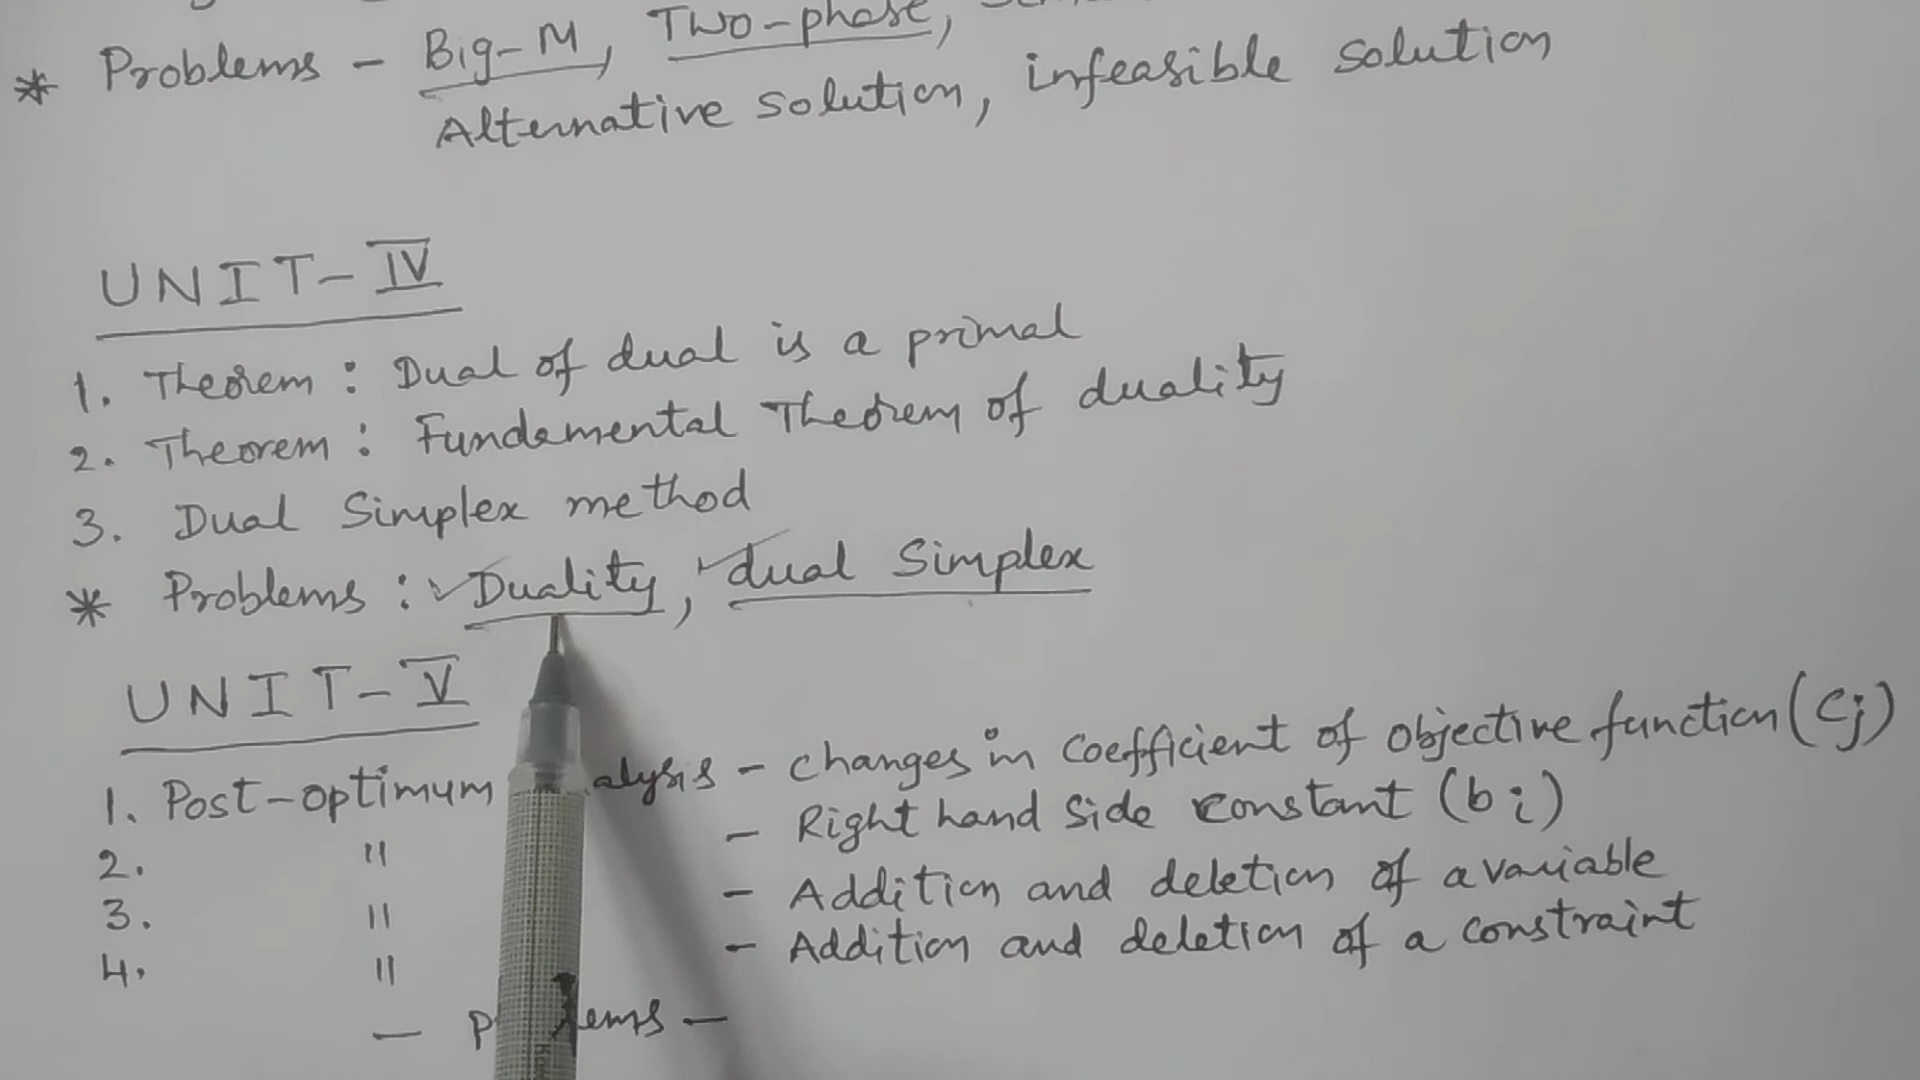 * Problems - Big-M, Two-phase,
Alternative solution, infeasible solution
UNIT-IV
1. Theorem : Dual of dual is a primal
2. Theorem : Fundamental Theorem of duality
3. Dual Simplex method
* Problems : Duality, dual Simplex
UNIT-V
1. Post-optimum alysis - changes in coefficient of objective function (Cj)
2. " - Right hand side constant (bi)
3. " - Addition and deletion of a variable
4. " - Addition and deletion of a constraint
- P lems -